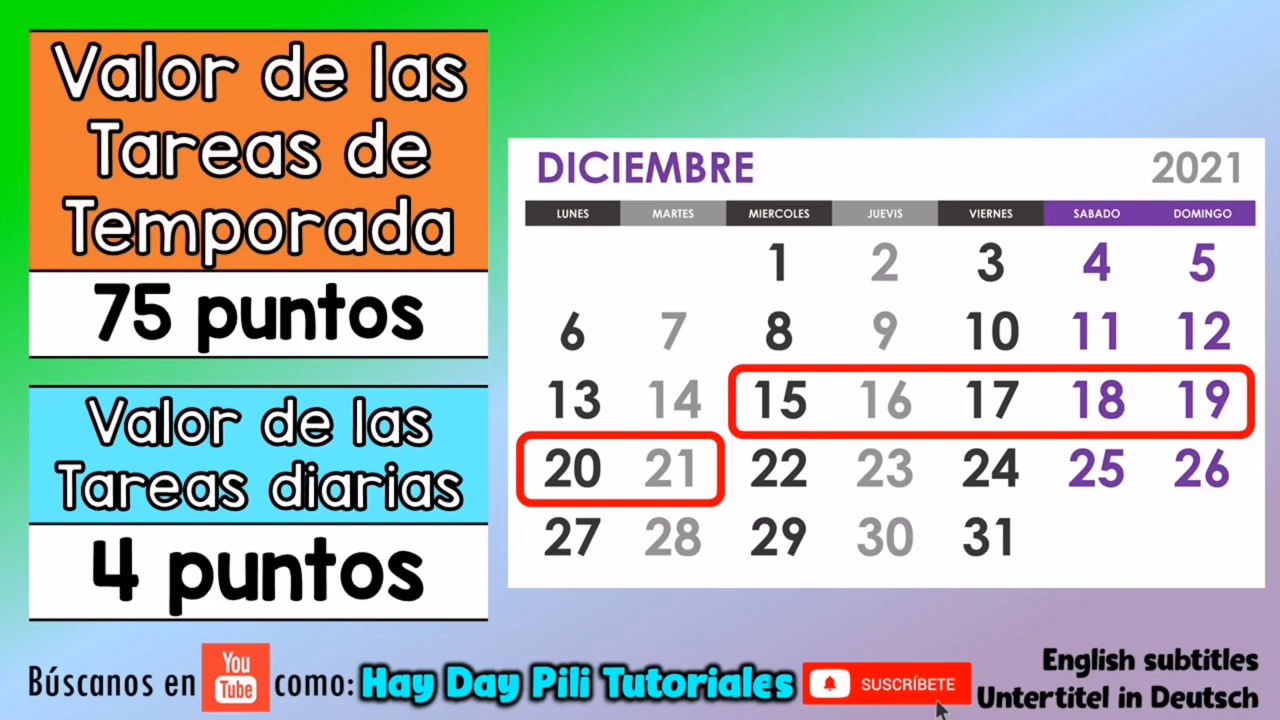 Valor de las
Tareas de
Temporada
75 puntos
Valor de las
Tareas diarias
4 puntos
DICIEMBRE 2021
LUNES MARTES MIERCOLES JUEVIS VIERNES SABADO DOMINGO
1 2 3 4 5
6 7 8 9 10 11 12
13 14 15 16 17 18 19
20 21 22 23 24 25 26
27 28 29 30 31
Búscanos en You Tube como: Hay Day Pili Tutoriales SUSCRÍBETE
English subtitles
Untertitel in Deutsch